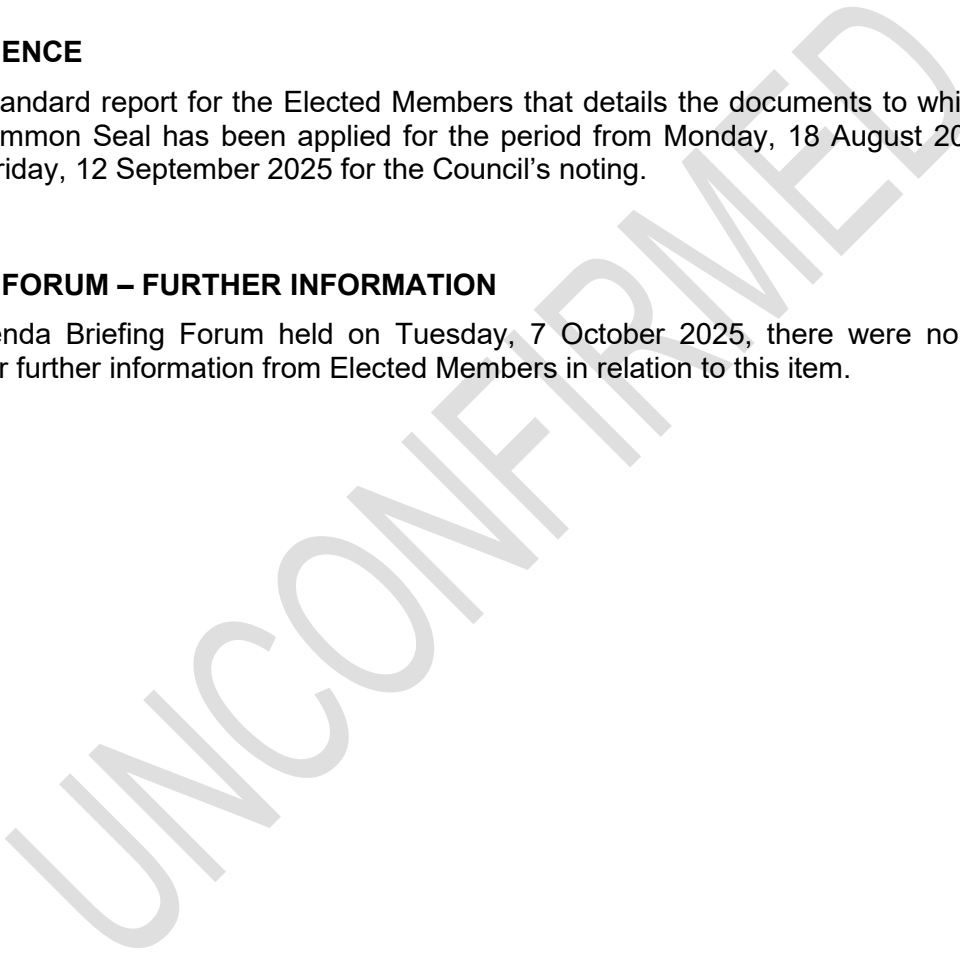 ENCE
andard report for the Elected Members that details the documents to whi
mmon Seal has been applied for the period from Monday, 18 August 20
riday, 12 September 2025 for the Council’s noting.
FORUM – FURTHER INFORMATION
enda Briefing Forum held on Tuesday, 7 October 2025, there were no
r further information from Elected Members in relation to this item.
UNCONFIRMED